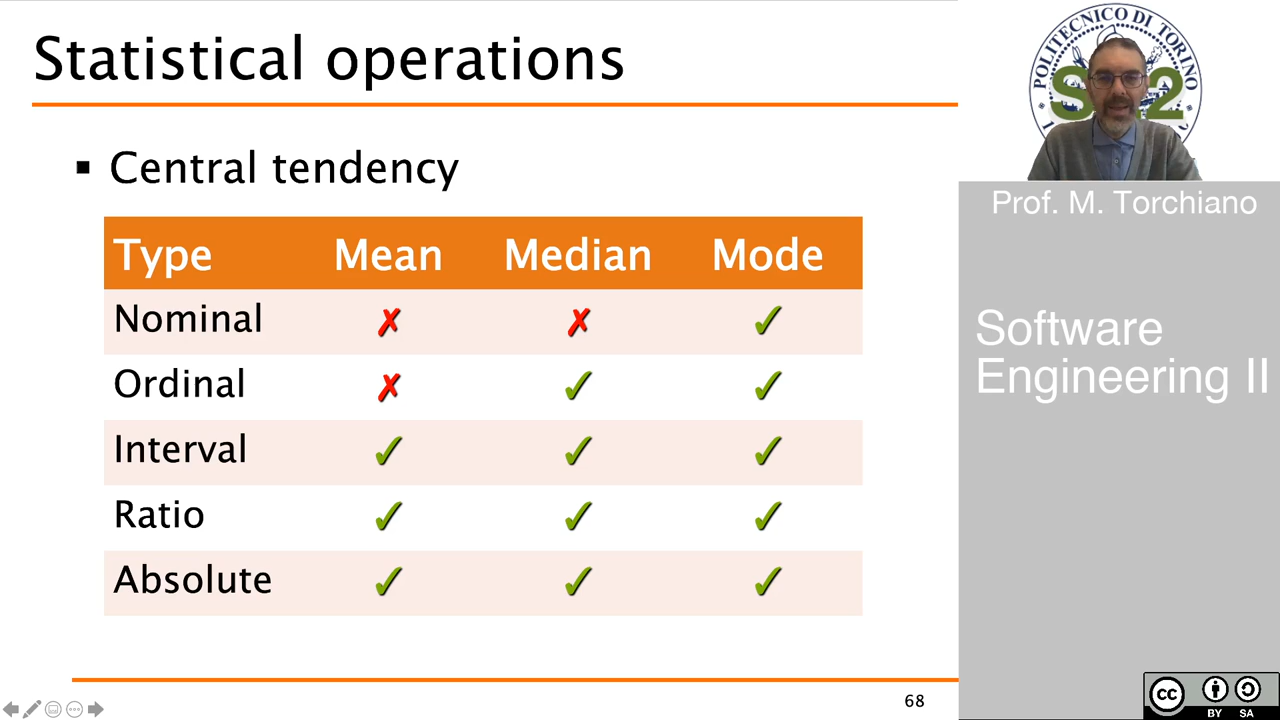 Statistical operations
▪ Central tendency
Type Mean Median Mode
Nominal ✗ ✗ ✓
Ordinal ✗ ✓ ✓
Interval ✓ ✓ ✓
Ratio ✓ ✓ ✓
Absolute ✓ ✓ ✓
68
POLITECNICO DI TORINO
Prof. M. Torchiano
Software
Engineering II
cc
BY SA